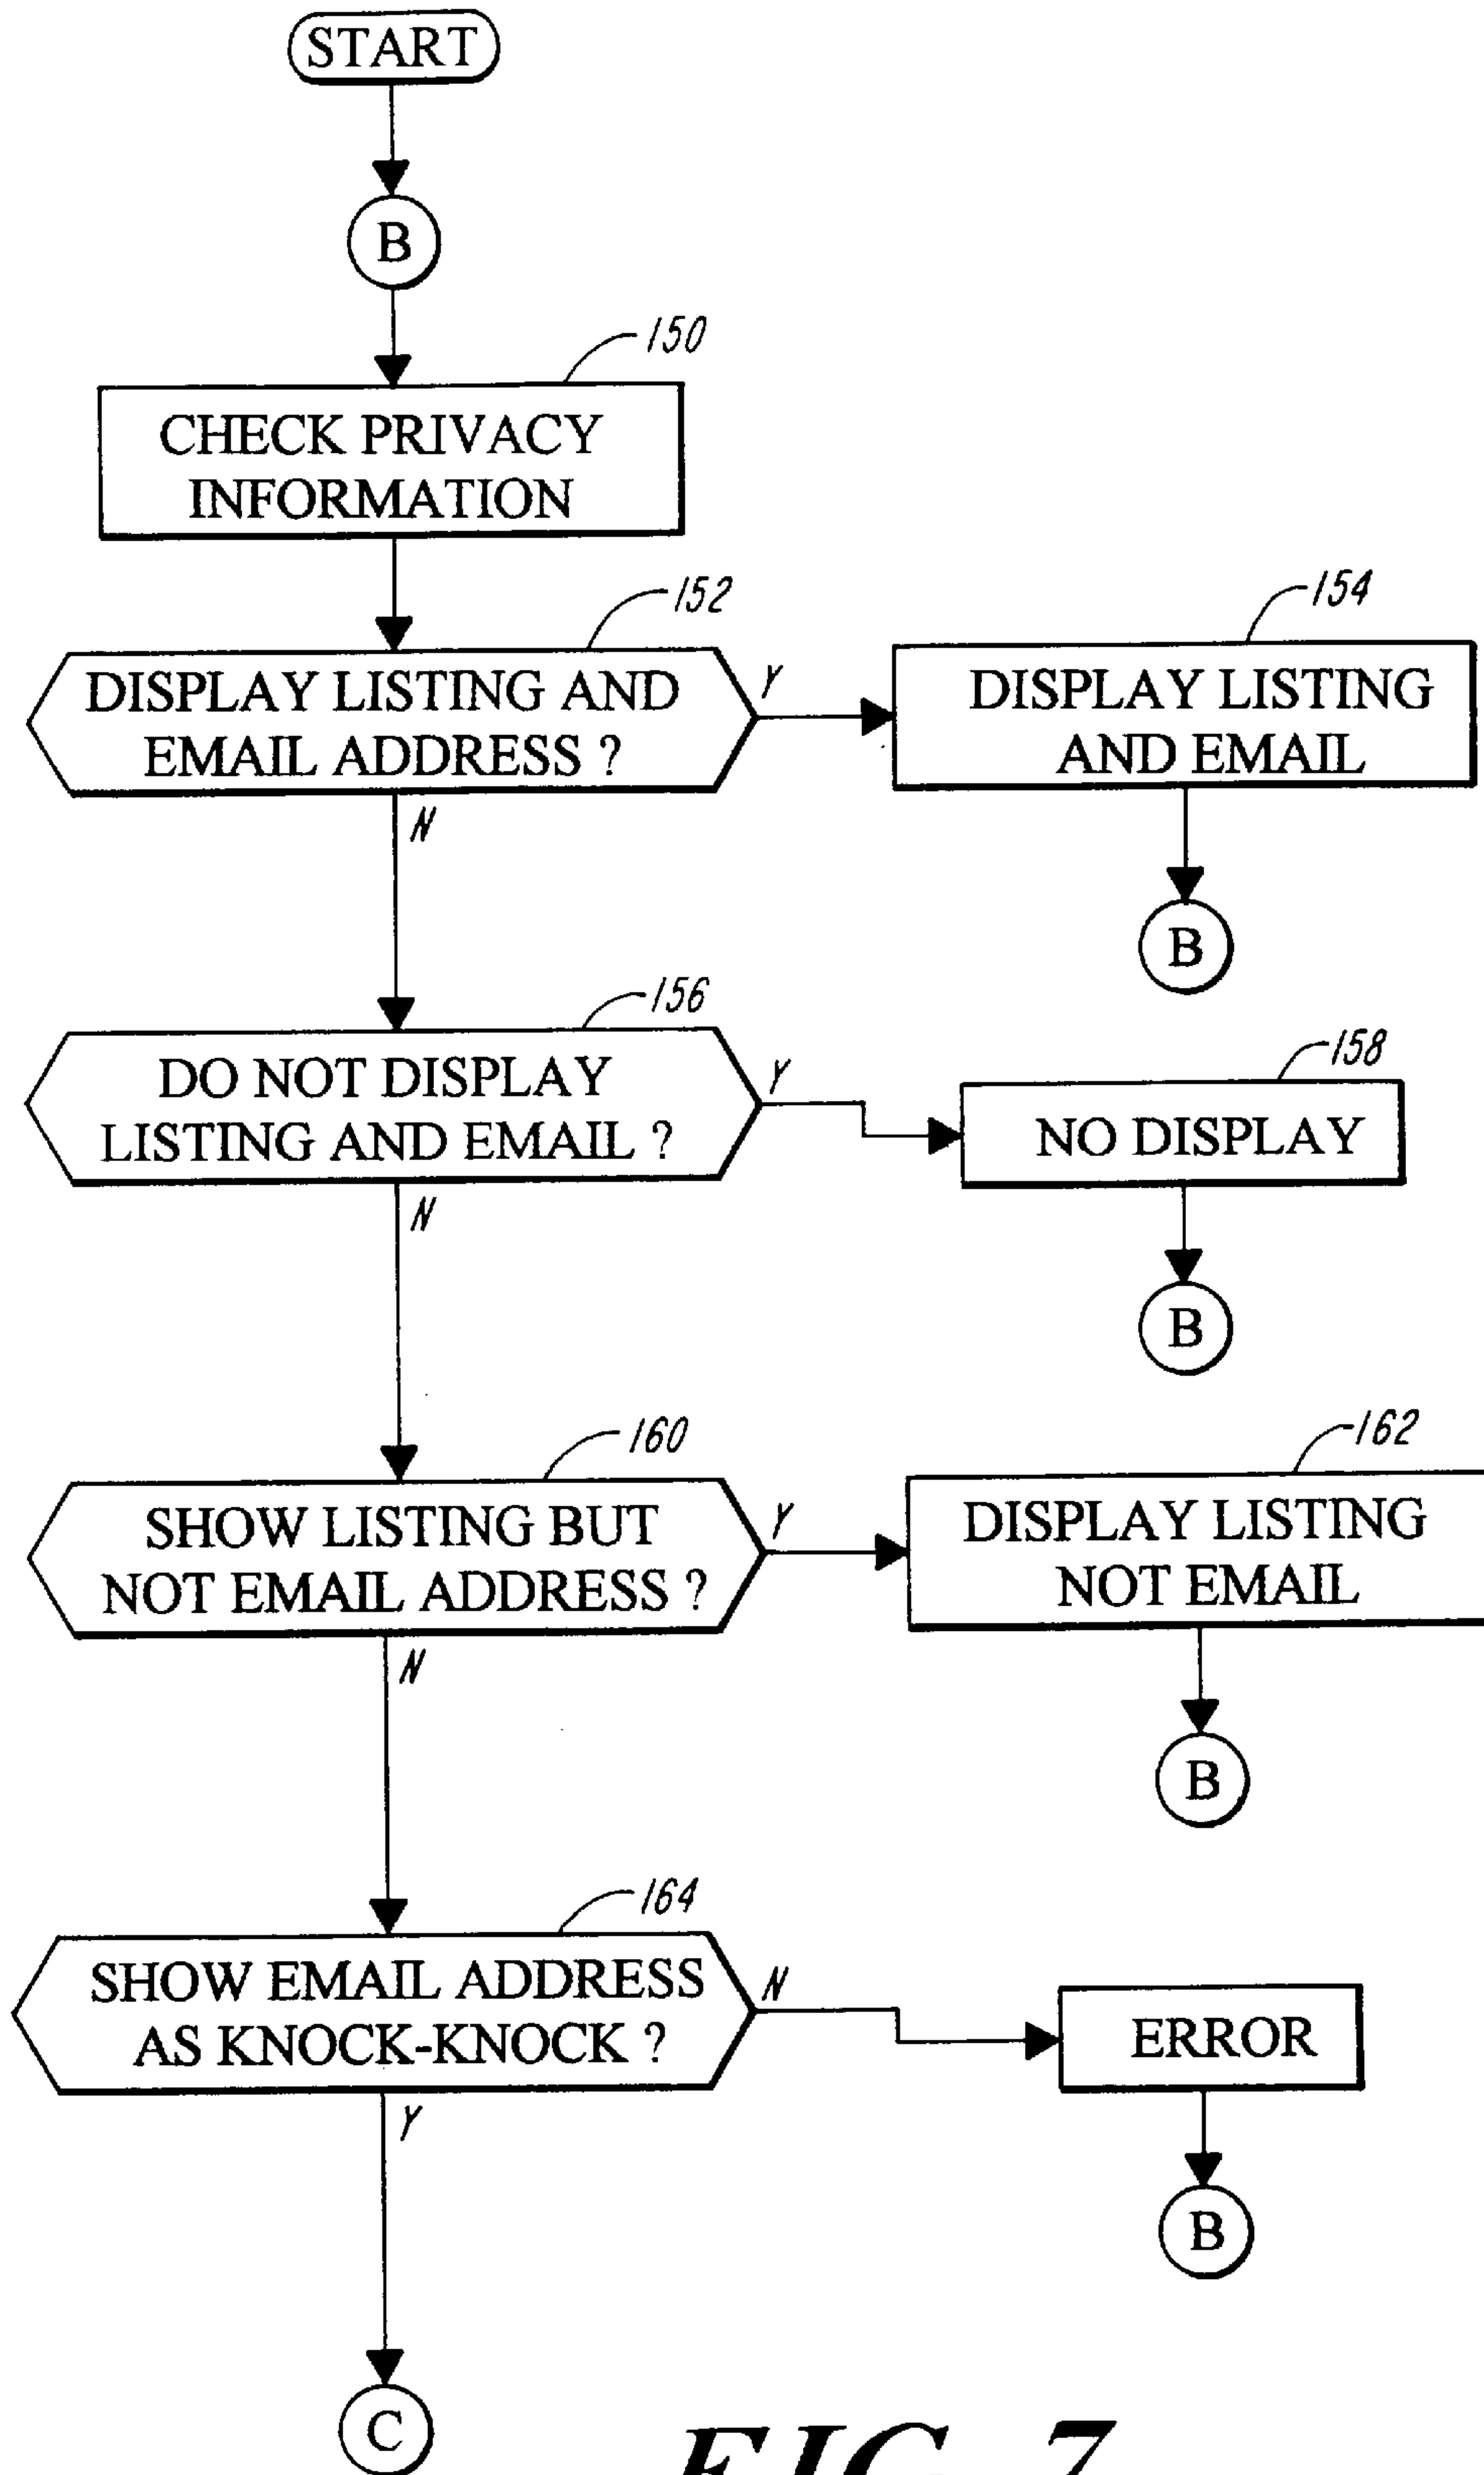 START
B
150
CHECK PRIVACY
INFORMATION
152
DISPLAY LISTING AND
EMAIL ADDRESS ?
Y
154
DISPLAY LISTING
AND EMAIL
N
B
156
DO NOT DISPLAY
LISTING AND EMAIL ?
Y
158
NO DISPLAY
N
B
160
SHOW LISTING BUT
NOT EMAIL ADDRESS ?
Y
162
DISPLAY LISTING
NOT EMAIL
N
B
164
SHOW EMAIL ADDRESS
AS KNOCK-KNOCK ?
N
ERROR
Y
B
C
FIG. 7